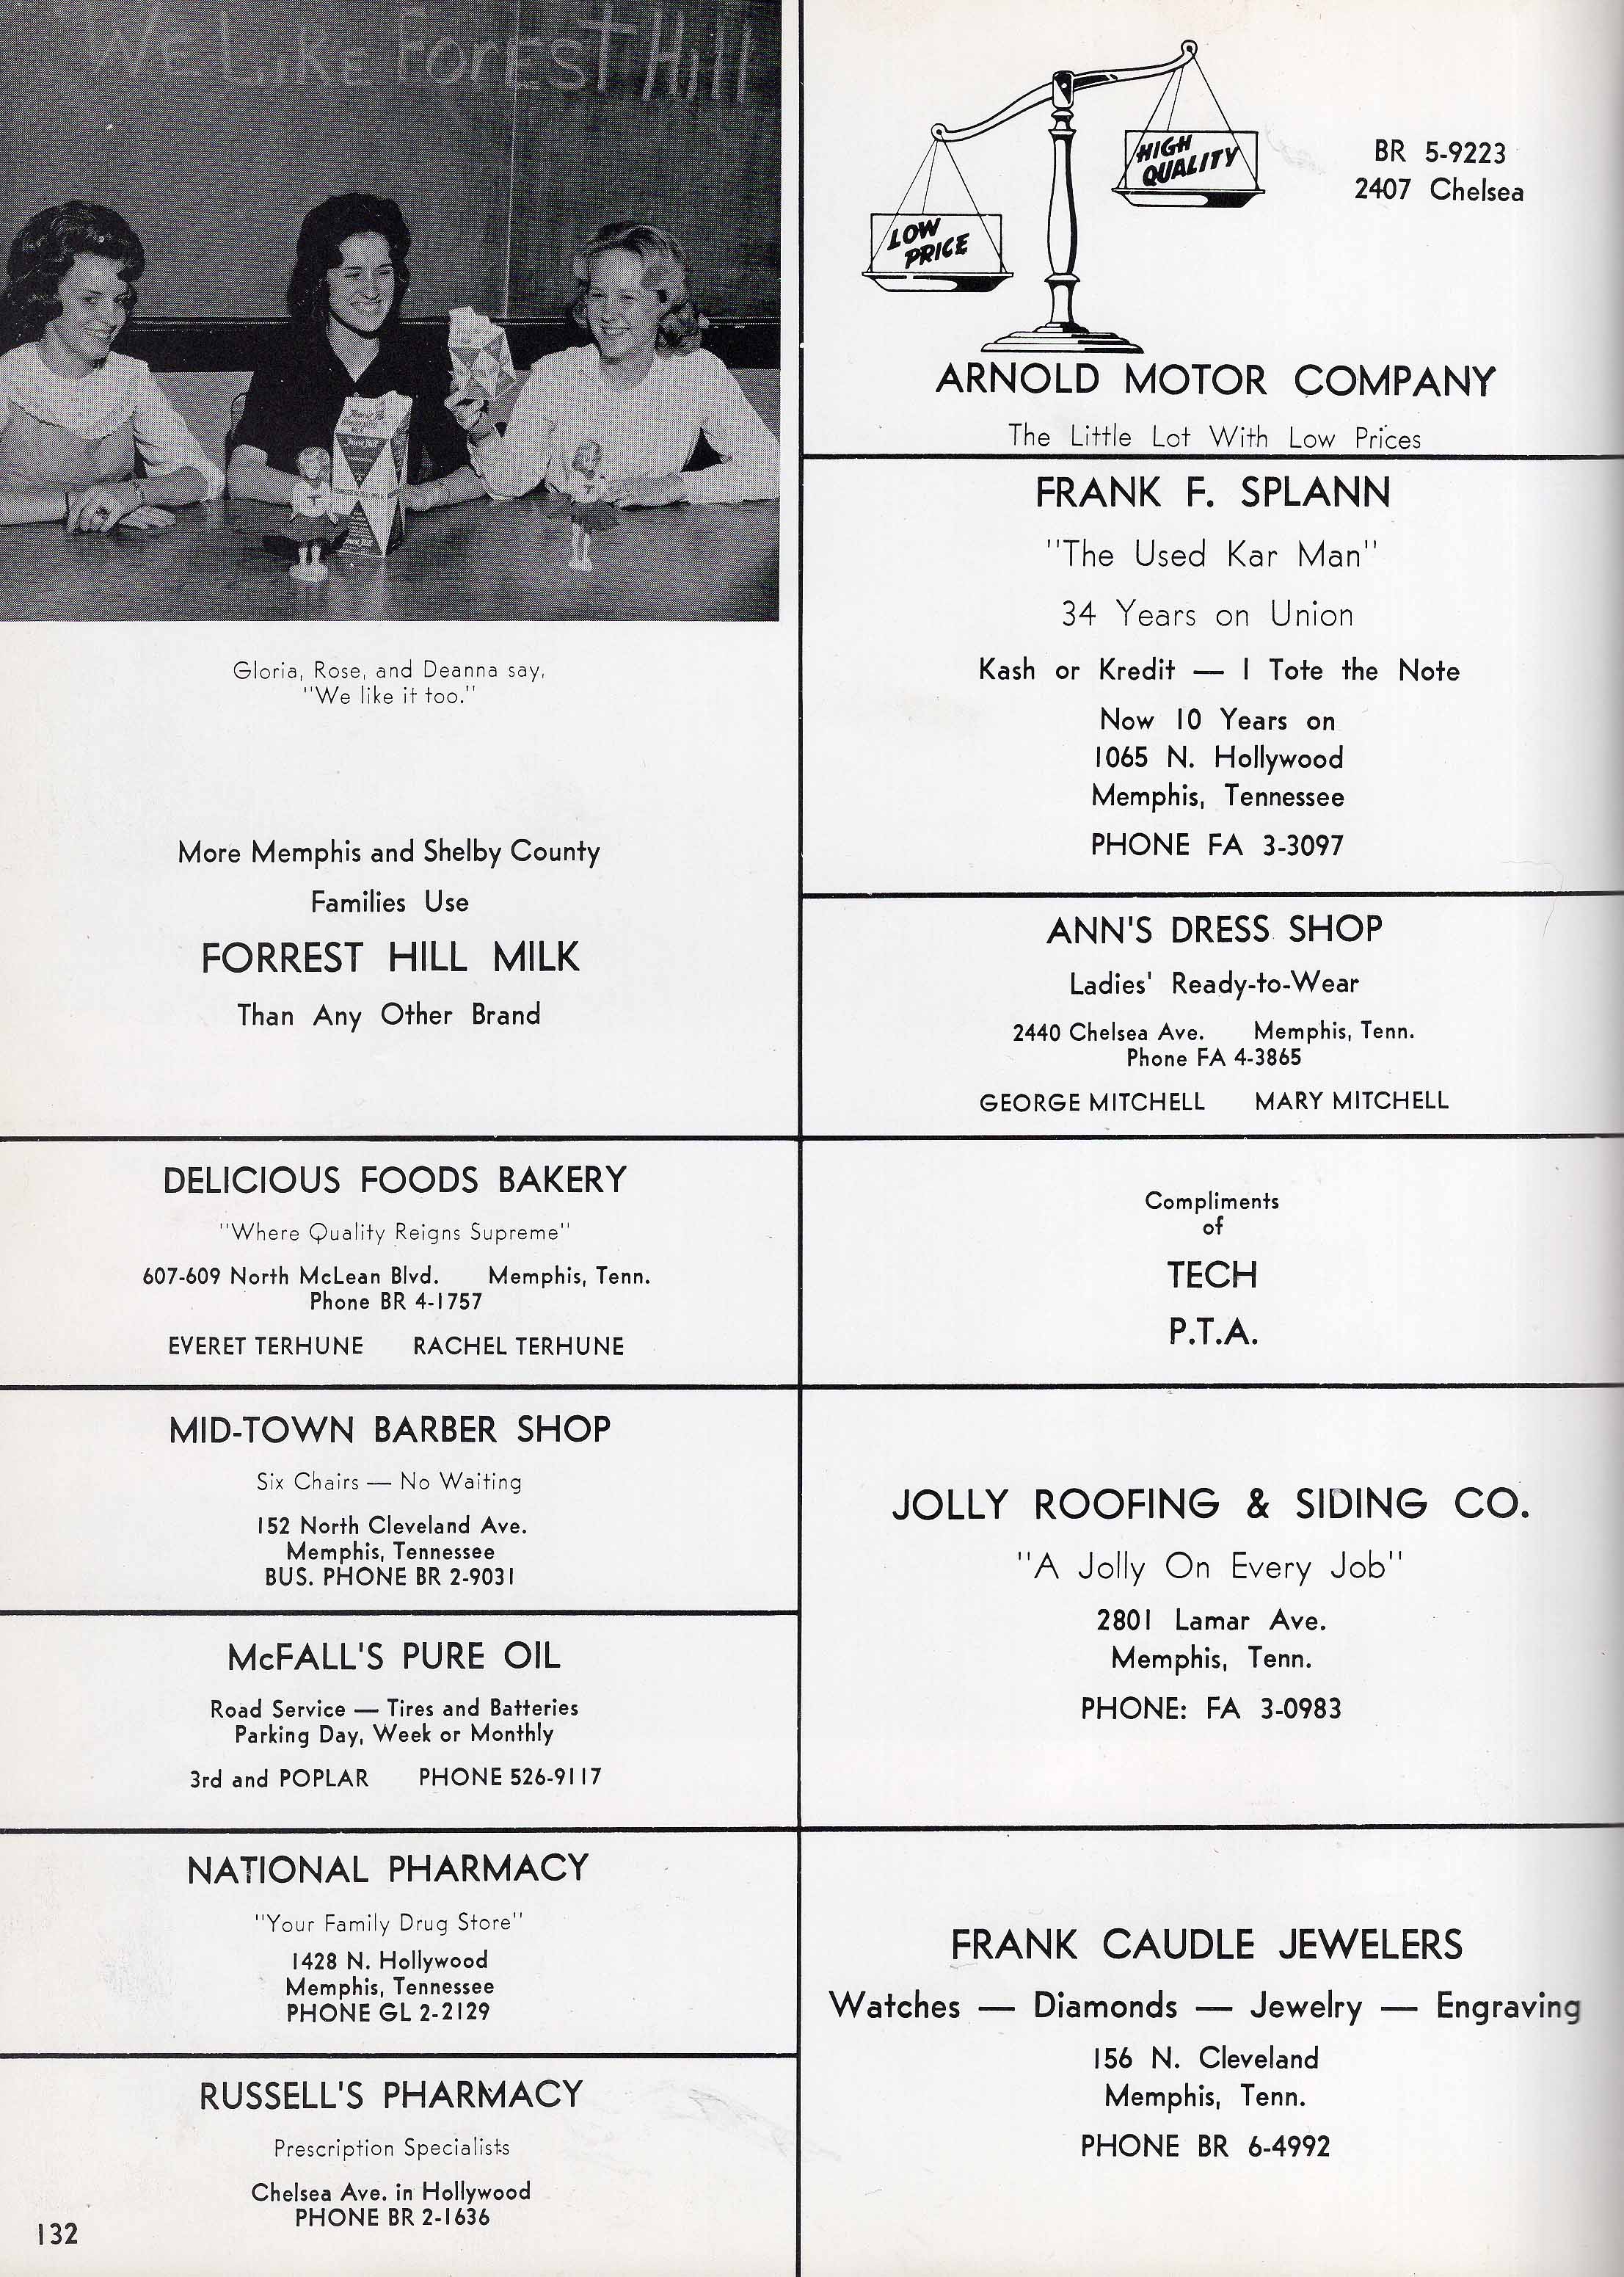 WE LIKE FOREST Hill
Forest Hill
Gloria, Rose, and Deanna say,
"We like it too."
More Memphis and Shelby County
Families Use
FORREST HILL MILK
Than Any Other Brand
DELICIOUS FOODS BAKERY
"Where Quality Reigns Supreme"
607-609 North McLean Blvd. Memphis, Tenn.
Phone BR 4-1757
EVERET TERHUNE RACHEL TERHUNE
MID-TOWN BARBER SHOP
Six Chairs — No Waiting
152 North Cleveland Ave.
Memphis, Tennessee
BUS. PHONE BR 2-9031
McFALL'S PURE OIL
Road Service — Tires and Batteries
Parking Day, Week or Monthly
3rd and POPLAR PHONE 526-9117
NATIONAL PHARMACY
"Your Family Drug Store"
1428 N. Hollywood
Memphis, Tennessee
PHONE GL 2-2129
RUSSELL'S PHARMACY
Prescription Specialists
Chelsea Ave. in Hollywood
PHONE BR 2-1636
132
HIGH
QUALITY
LOW
PRICE
BR 5-9223
2407 Chelsea
ARNOLD MOTOR COMPANY
The Little Lot With Low Prices
FRANK F. SPLANN
"The Used Kar Man"
34 Years on Union
Kash or Kredit — I Tote the Note
Now 10 Years on
1065 N. Hollywood
Memphis, Tennessee
PHONE FA 3-3097
ANN'S DRESS SHOP
Ladies' Ready-to-Wear
2440 Chelsea Ave. Memphis, Tenn.
Phone FA 4-3865
GEORGE MITCHELL MARY MITCHELL
Compliments
of
TECH
P.T.A.
JOLLY ROOFING & SIDING CO.
"A Jolly On Every Job"
2801 Lamar Ave.
Memphis, Tenn.
PHONE: FA 3-0983
FRANK CAUDLE JEWELERS
Watches — Diamonds — Jewelry — Engraving
156 N. Cleveland
Memphis, Tenn.
PHONE BR 6-4992